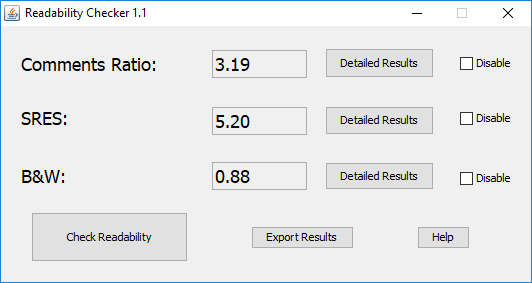 Readability Checker 1.1
Comments Ratio: 3.19 Detailed Results Disable
SRES: 5.20 Detailed Results Disable
B&W: 0.88 Detailed Results Disable
Check Readability Export Results Help